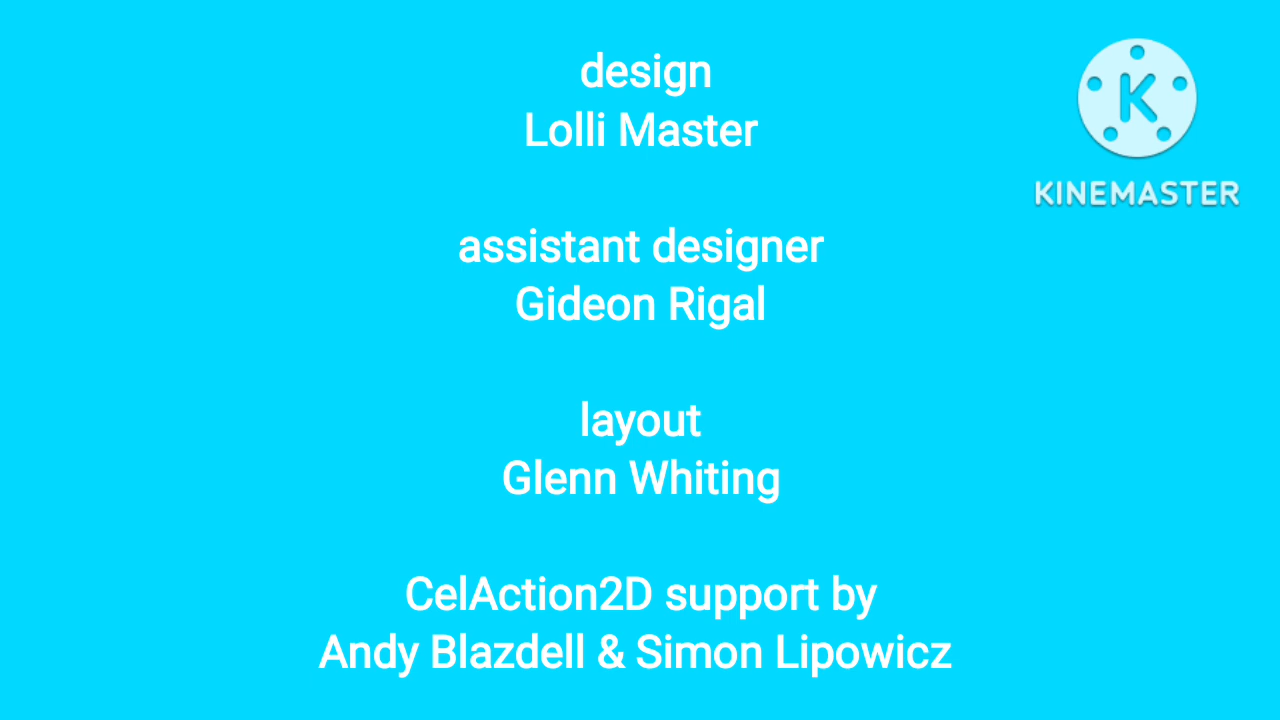 design
Lolli Master
assistant designer
Gideon Rigal
layout
Glenn Whiting
CelAction2D support by
Andy Blazdell & Simon Lipowicz
K
KINEMASTER